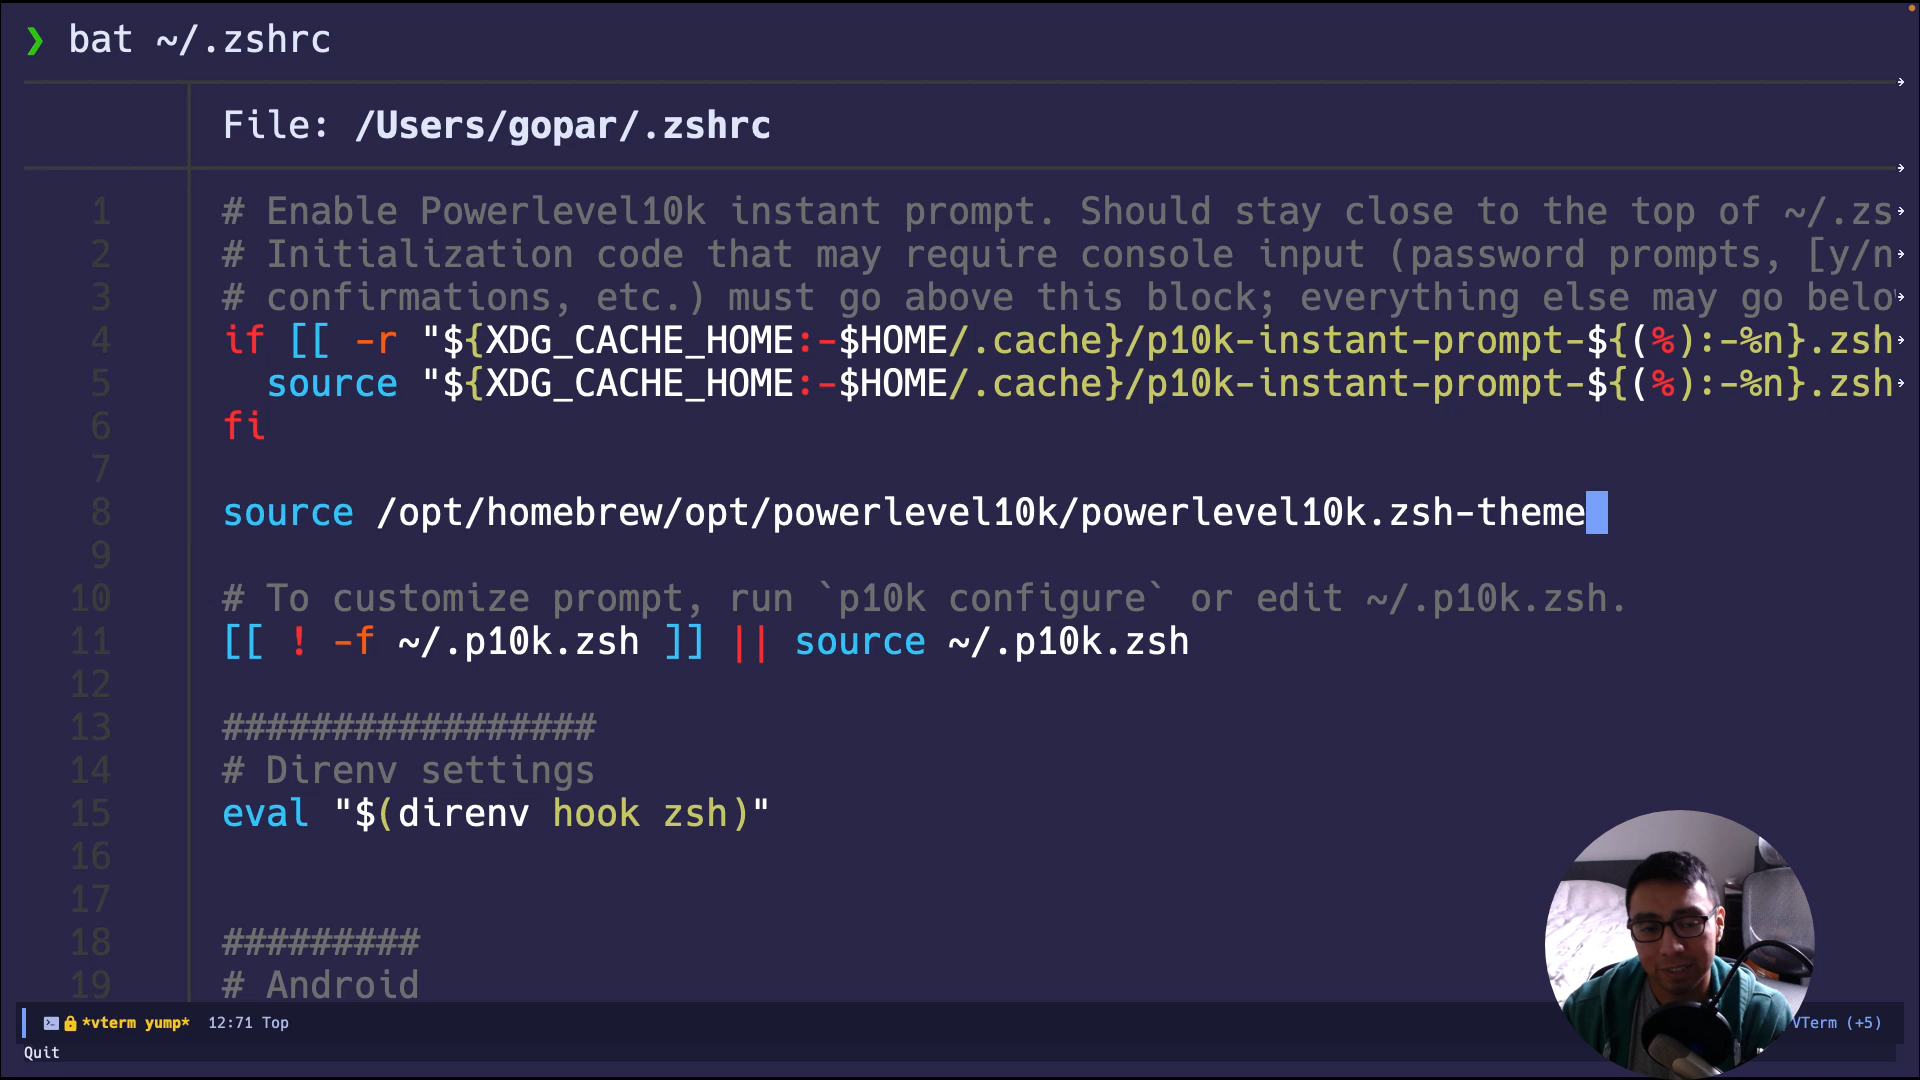 ❯ bat ~/.zshrc
File: /Users/gopar/.zshrc
1 # Enable Powerlevel10k instant prompt. Should stay close to the top of ~/.zs
2 # Initialization code that may require console input (password prompts, [y/n
3 # confirmations, etc.) must go above this block; everything else may go belo
4 if [[ -r "${XDG_CACHE_HOME:-$HOME/.cache}/p10k-instant-prompt-${(%):-%n}.zsh
5 source "${XDG_CACHE_HOME:-$HOME/.cache}/p10k-instant-prompt-${(%):-%n}.zsh
6 fi
7
8 source /opt/homebrew/opt/powerlevel10k/powerlevel10k.zsh-theme
9
10 # To customize prompt, run `p10k configure` or edit ~/.p10k.zsh.
11 [[ ! -f ~/.p10k.zsh ]] || source ~/.p10k.zsh
12
13 #################
14 # Direnv settings
15 eval "$(direnv hook zsh)"
16
17
18 #########
19 # Android
*vterm yump* 12:71 Top VTerm (+5)
Quit